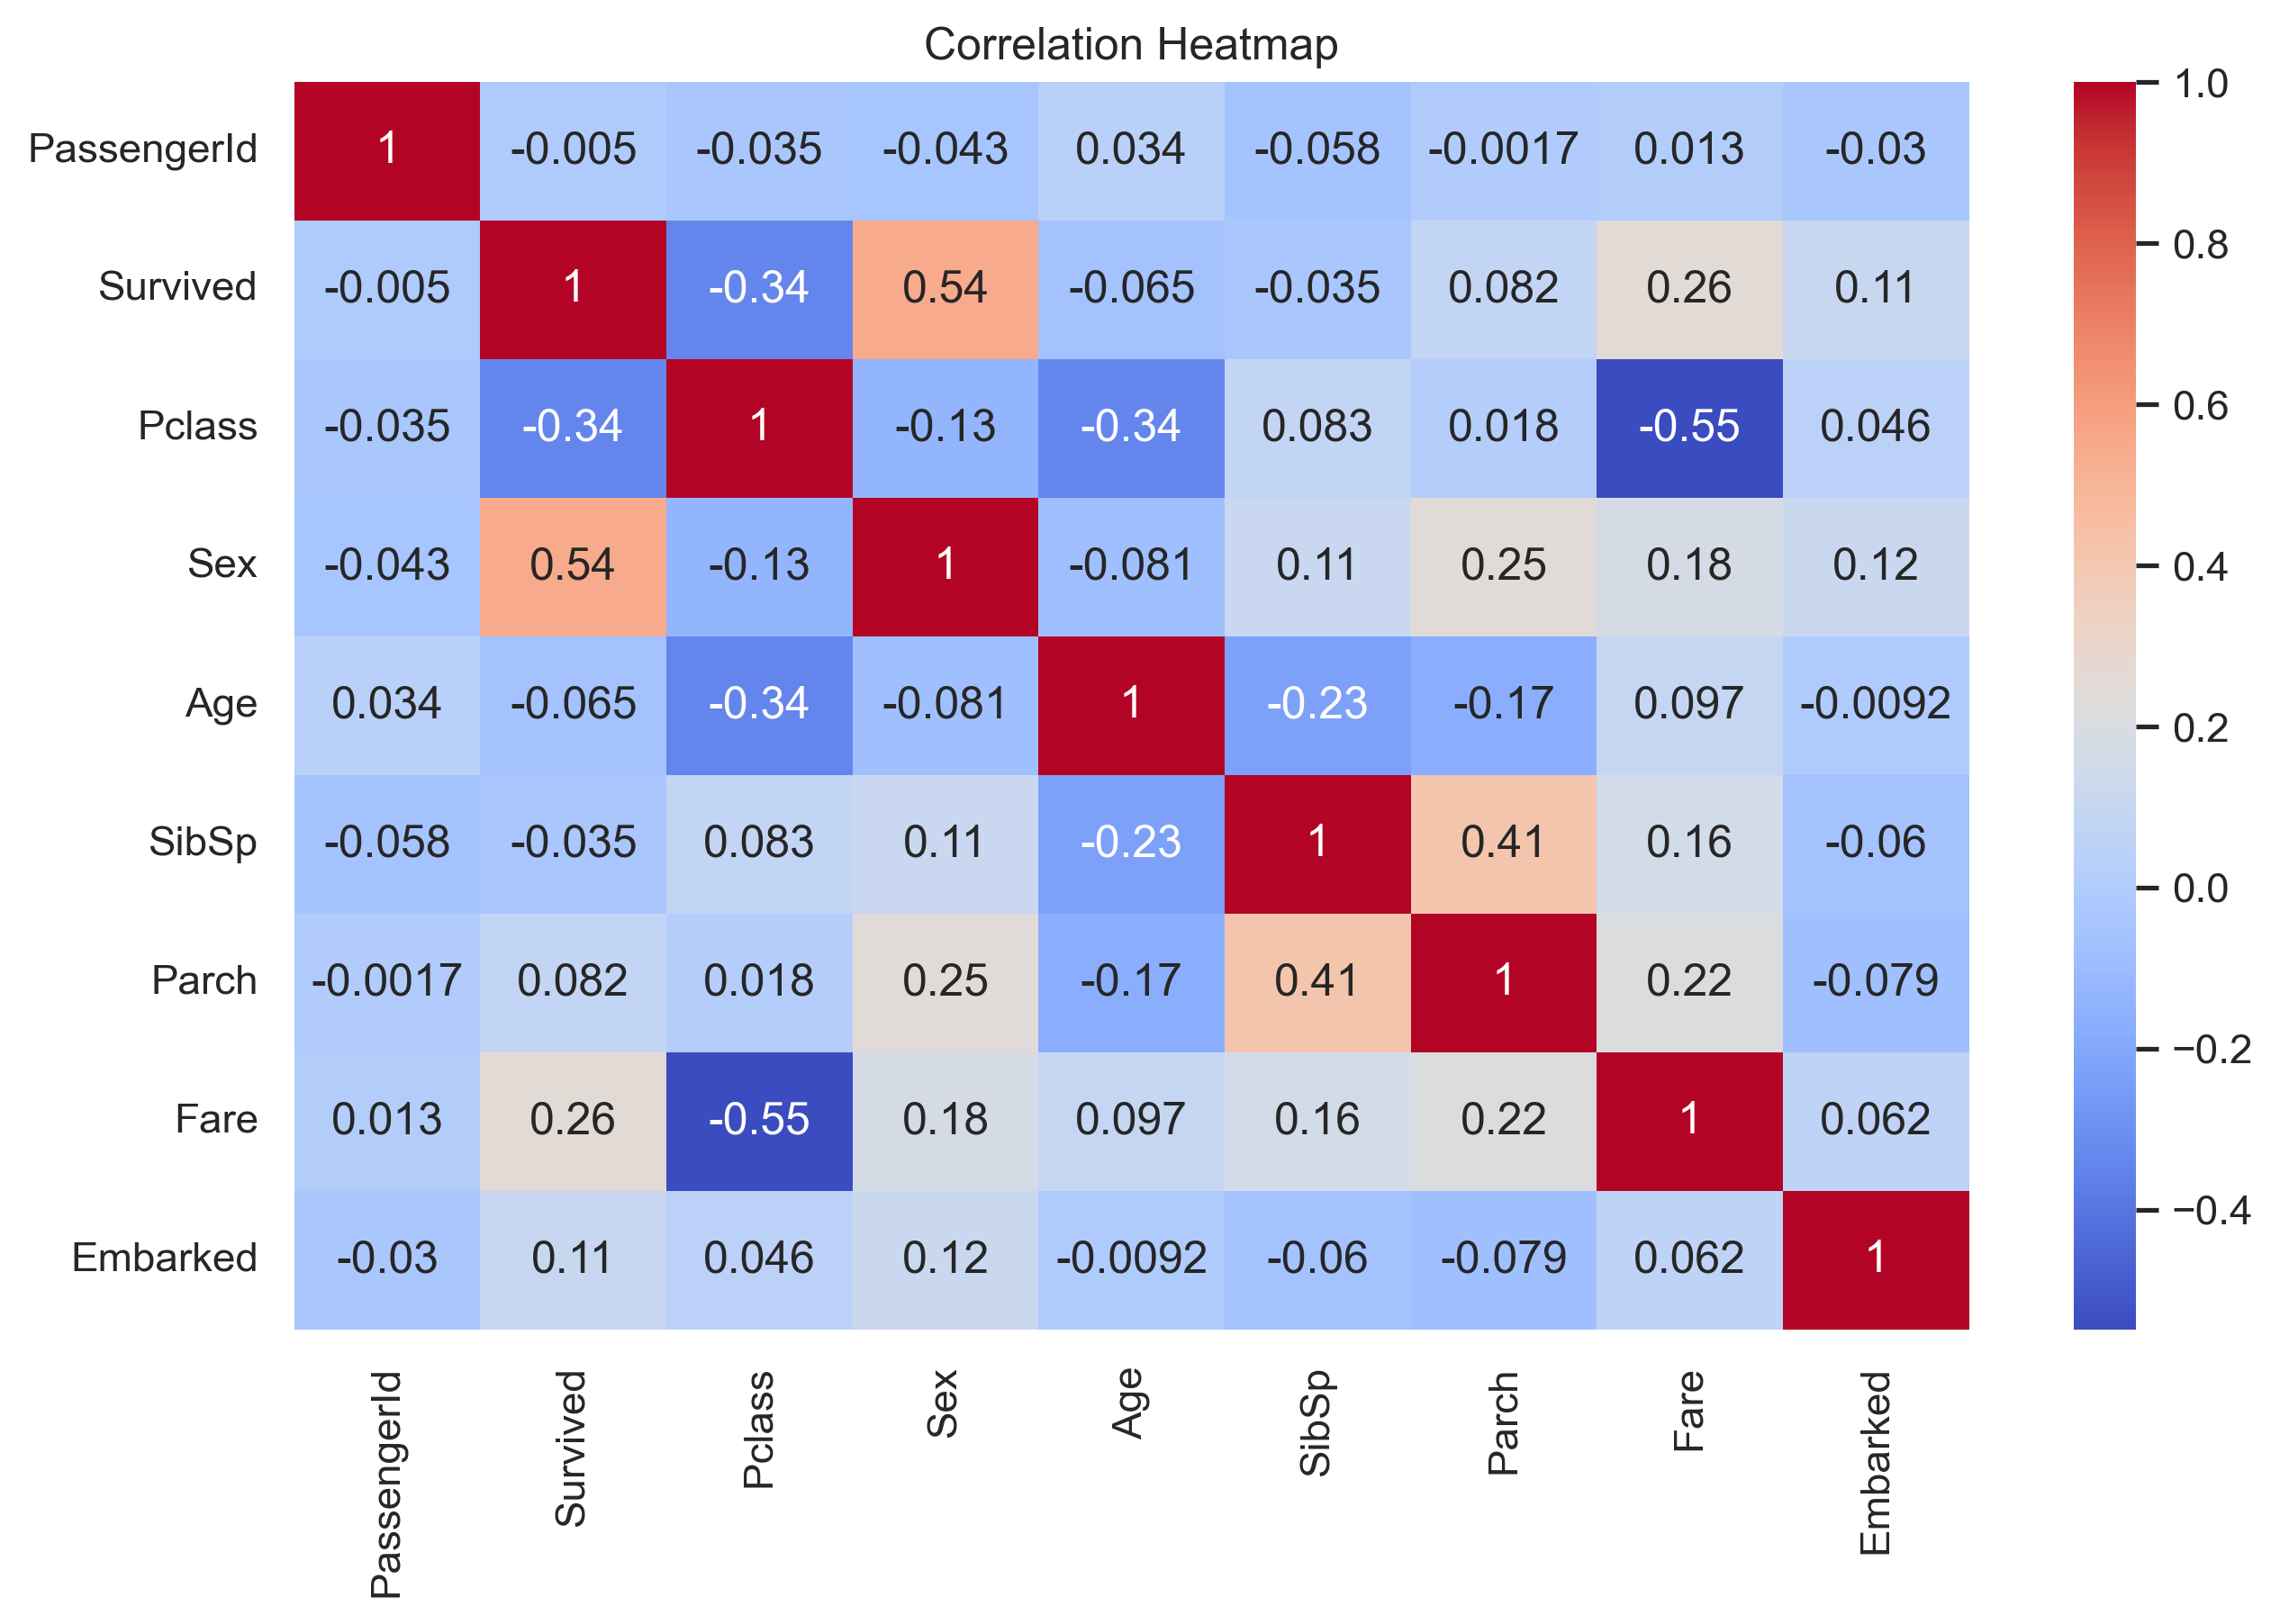 Correlation Heatmap
PassengerId 1 -0.005 -0.035 -0.043 0.034 -0.058 -0.0017 0.013 -0.03
Survived -0.005 1 -0.34 0.54 -0.065 -0.035 0.082 0.26 0.11
Pclass -0.035 -0.34 1 -0.13 -0.34 0.083 0.018 -0.55 0.046
Sex -0.043 0.54 -0.13 1 -0.081 0.11 0.25 0.18 0.12
Age 0.034 -0.065 -0.34 -0.081 1 -0.23 -0.17 0.097 -0.0092
SibSp -0.058 -0.035 0.083 0.11 -0.23 1 0.41 0.16 -0.06
Parch -0.0017 0.082 0.018 0.25 -0.17 0.41 1 0.22 -0.079
Fare 0.013 0.26 -0.55 0.18 0.097 0.16 0.22 1 0.062
Embarked -0.03 0.11 0.046 0.12 -0.0092 -0.06 -0.079 0.062 1
PassengerId Survived Pclass Sex Age SibSp Parch Fare Embarked
1.0
0.8
0.6
0.4
0.2
0.0
−0.2
−0.4